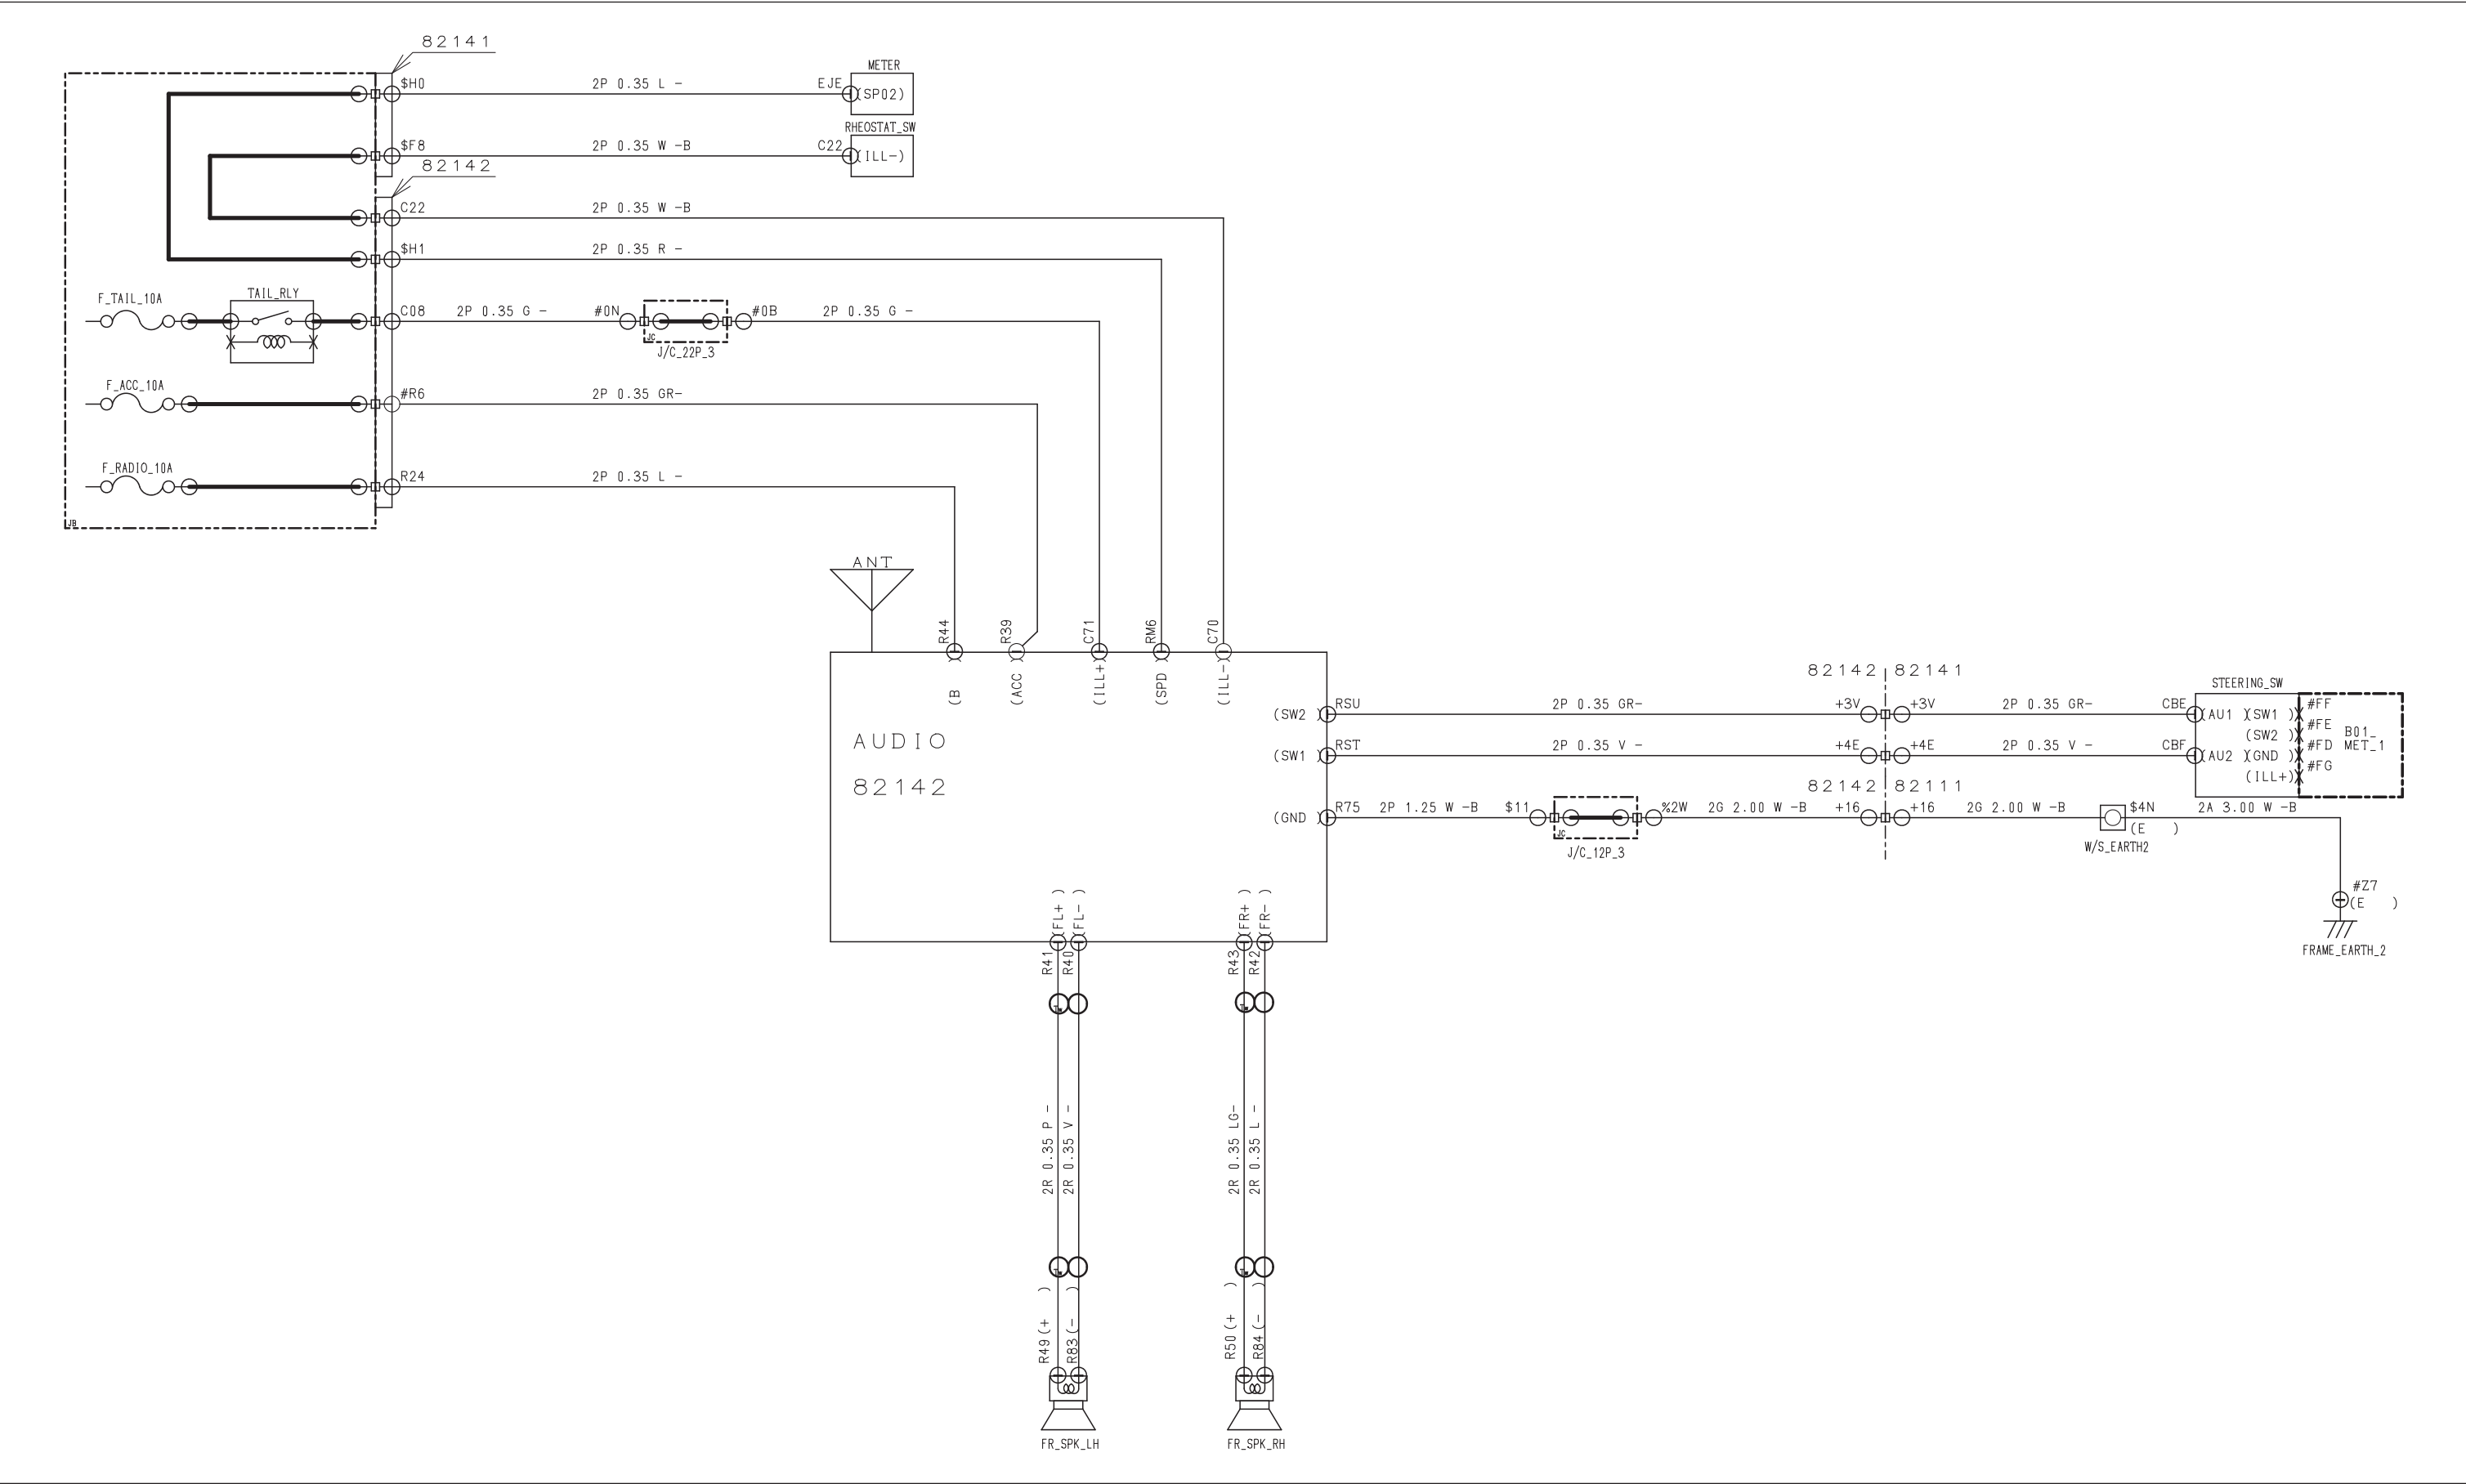 82141
METER
$H0 2P 0.35 L - EJE (SP02)
RHEOSTAT_SW
$F8 2P 0.35 W -B C22 (ILL-)
82142
C22 2P 0.35 W -B
$H1 2P 0.35 R -
F_TAIL_10A TAIL_RLY
C08 2P 0.35 G - #0N #0B 2P 0.35 G -
JC
J/C_22P_3
F_ACC_10A
#R6 2P 0.35 GR-
F_RADIO_10A
R24 2P 0.35 L -
JB
ANT
R44 R39 C71 RM6 C70
(B ) (ACC ) (ILL+) (SPD ) (ILL-)
82142 82141
STEERING_SW
(SW2 ) RSU 2P 0.35 GR- +3V +3V 2P 0.35 GR- CBE (AU1 )(SW1 ) #FF
(SW2 ) #FE B01_
AUDIO
(SW1 ) RST 2P 0.35 V - +4E +4E 2P 0.35 V - CBF (AU2 )(GND ) #FD MET_1
(ILL+) #FG
82142
82142 82111
(GND ) R75 2P 1.25 W -B $11 %2W 2G 2.00 W -B +16 +16 2G 2.00 W -B $4N 2A 3.00 W -B
JC
(E )
J/C_12P_3
W/S_EARTH2
#Z7
(E )
FRAME_EARTH_2
(FL+ ) (FL- ) (FR+ ) (FR- )
R41 R40 R43 R42
2R 0.35 P - 2R 0.35 V - 2R 0.35 LG- 2R 0.35 L -
R49(+ ) R83(- ) R50(+ ) R84(- )
FR_SPK_LH FR_SPK_RH